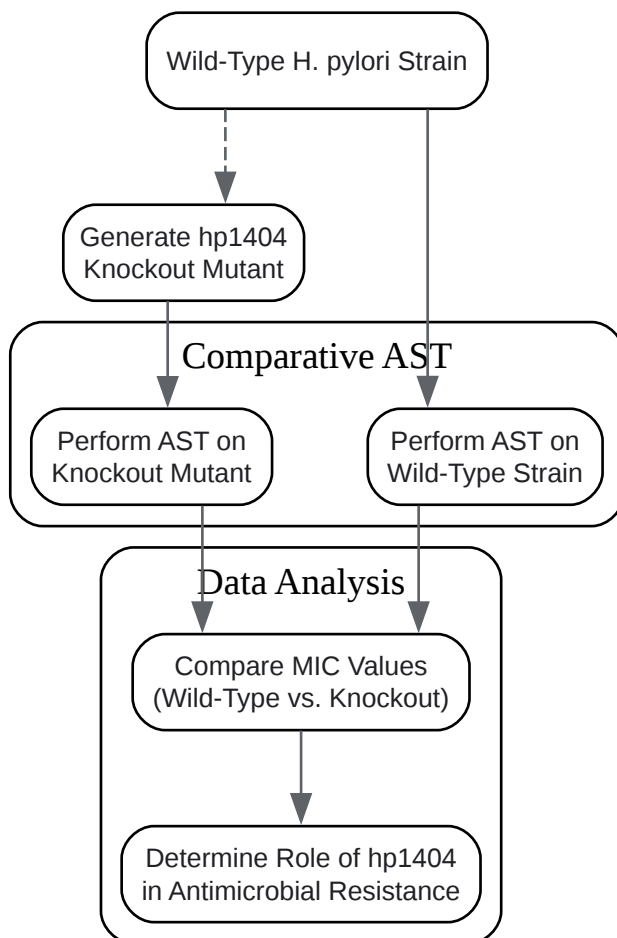 Wild-Type H. pylori Strain
Generate hp1404
Knockout Mutant
Comparative AST
Perform AST on
Knockout Mutant
Perform AST on
Wild-Type Strain
Data Analysis
Compare MIC Values
(Wild-Type vs. Knockout)
Determine Role of hp1404
in Antimicrobial Resistance